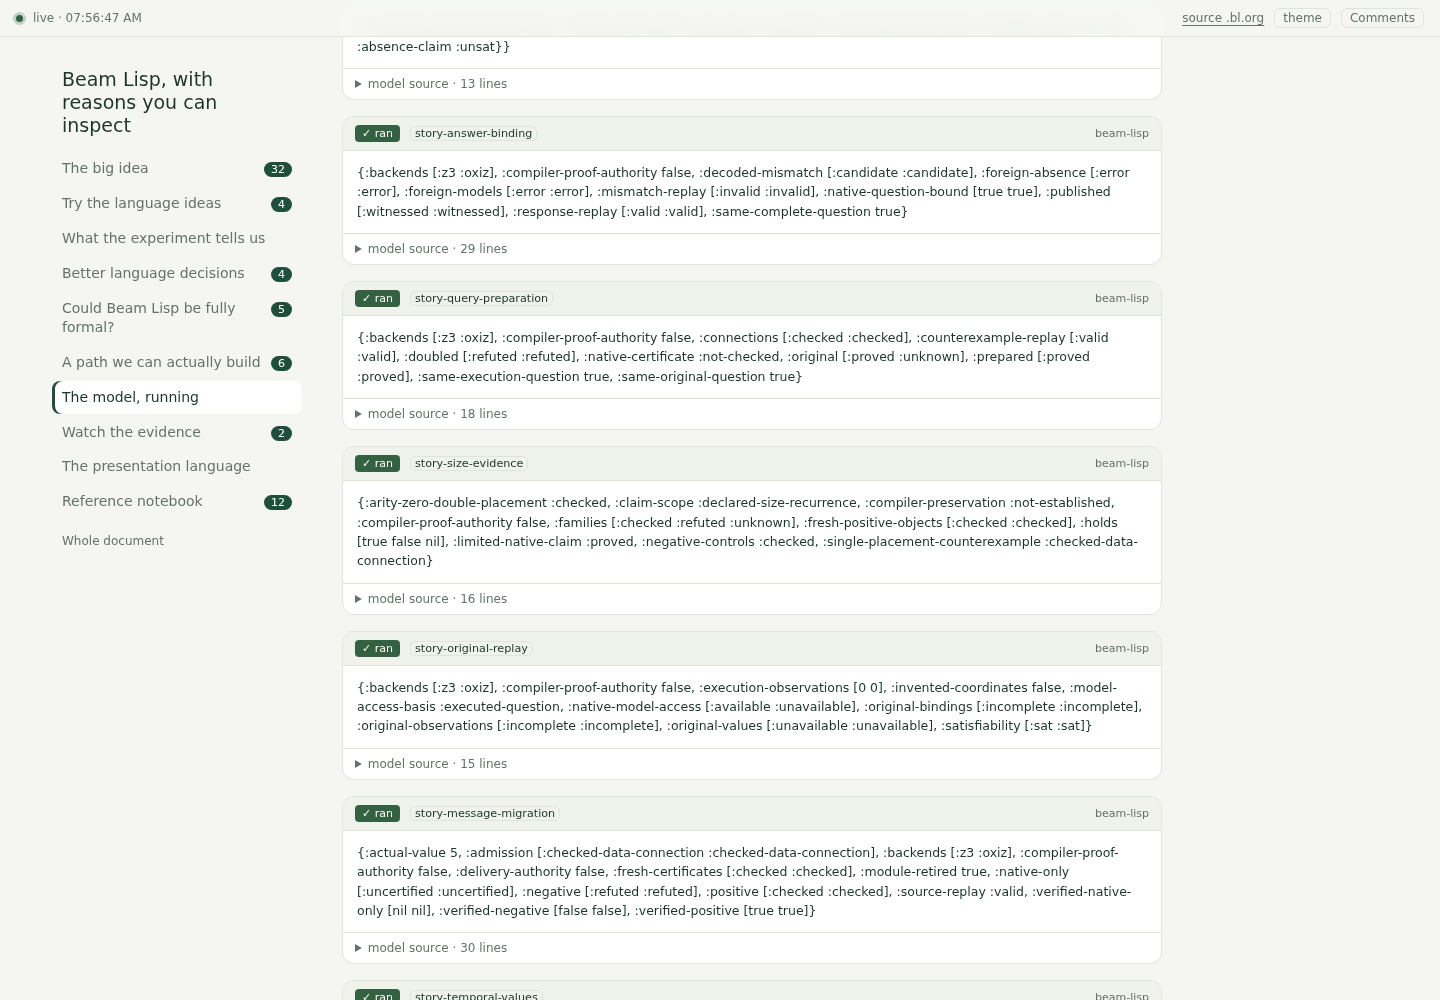 live · 07:56:47 AM
source .bl.org
theme
Comments
Beam Lisp, with
reasons you can
inspect
The big idea 32
Try the language ideas 4
What the experiment tells us
Better language decisions 4
Could Beam Lisp be fully
formal? 5
A path we can actually build 6
The model, running
Watch the evidence 2
The presentation language
Reference notebook 12
Whole document
:absence-claim :unsat}}
▶ model source · 13 lines
✓ ran story-answer-binding beam-lisp
{:backends [:z3 :oxiz], :compiler-proof-authority false, :decoded-mismatch [:candidate :candidate], :foreign-absence [:error
:error], :foreign-models [:error :error], :mismatch-replay [:invalid :invalid], :native-question-bound [true true], :published
[:witnessed :witnessed], :response-replay [:valid :valid], :same-complete-question true}
▶ model source · 29 lines
✓ ran story-query-preparation beam-lisp
{:backends [:z3 :oxiz], :compiler-proof-authority false, :connections [:checked :checked], :counterexample-replay [:valid
:valid], :doubled [:refuted :refuted], :native-certificate :not-checked, :original [:proved :unknown], :prepared [:proved
:proved], :same-execution-question true, :same-original-question true}
▶ model source · 18 lines
✓ ran story-size-evidence beam-lisp
{:arity-zero-double-placement :checked, :claim-scope :declared-size-recurrence, :compiler-preservation :not-established,
:compiler-proof-authority false, :families [:checked :refuted :unknown], :fresh-positive-objects [:checked :checked], :holds
[true false nil], :limited-native-claim :proved, :negative-controls :checked, :single-placement-counterexample :checked-data-
connection}
▶ model source · 16 lines
✓ ran story-original-replay beam-lisp
{:backends [:z3 :oxiz], :compiler-proof-authority false, :execution-observations [0 0], :invented-coordinates false, :model-
access-basis :executed-question, :native-model-access [:available :unavailable], :original-bindings [:incomplete :incomplete],
:original-observations [:incomplete :incomplete], :original-values [:unavailable :unavailable], :satisfiability [:sat :sat]}
▶ model source · 15 lines
✓ ran story-message-migration beam-lisp
{:actual-value 5, :admission [:checked-data-connection :checked-data-connection], :backends [:z3 :oxiz], :compiler-proof-
authority false, :delivery-authority false, :fresh-certificates [:checked :checked], :module-retired true, :native-only
[:uncertified :uncertified], :negative [:refuted :refuted], :positive [:checked :checked], :source-replay :valid, :verified-native-
only [nil nil], :verified-negative [false false], :verified-positive [true true]}
▶ model source · 30 lines
✓ ran story-temporal-values beam-lisp